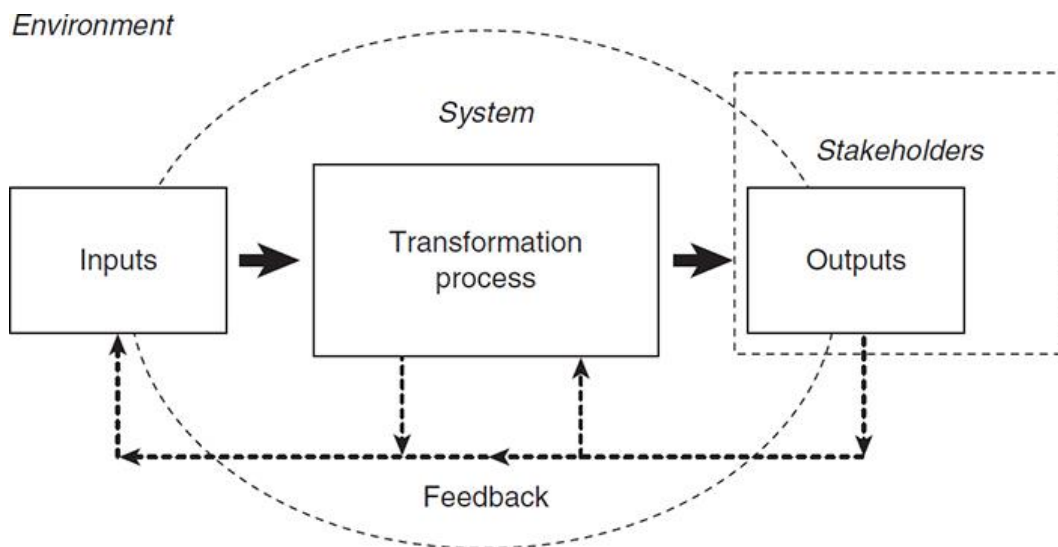 Environment
System
Stakeholders
Inputs
Transformation
process
Outputs
Feedback